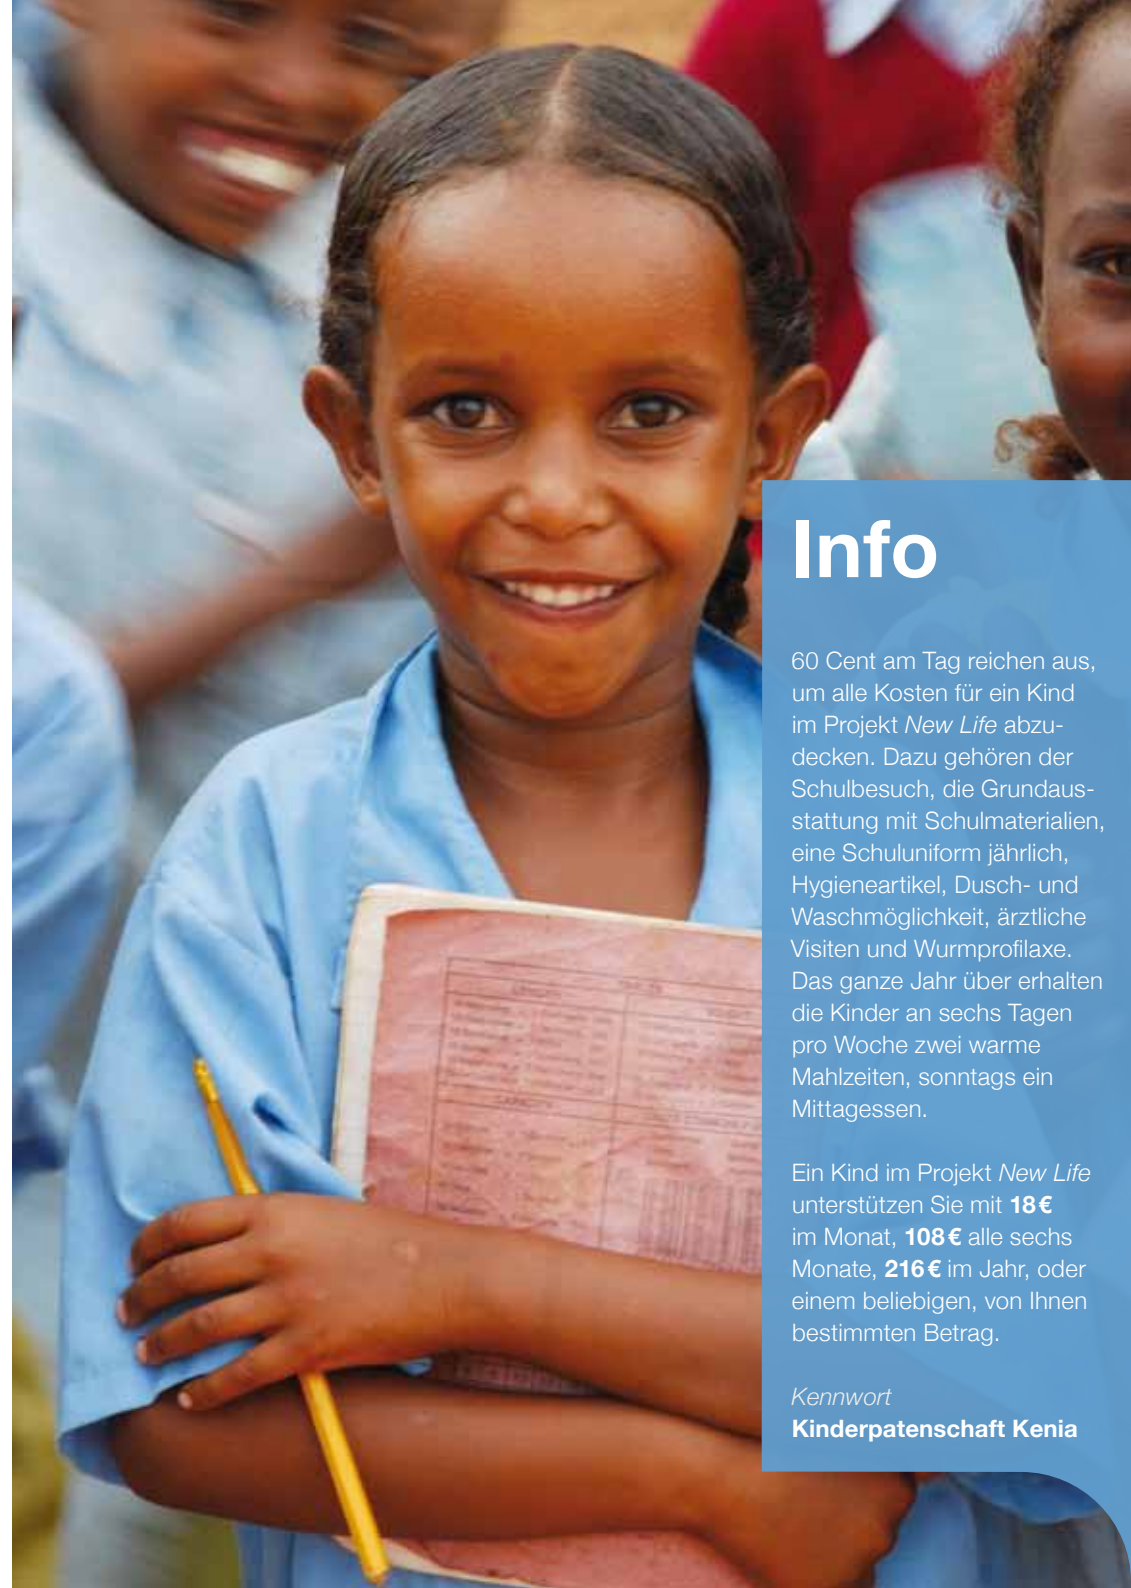 Info
60 Cent am Tag reichen aus,
um alle Kosten für ein Kind
im Projekt New Life abzu-
decken. Dazu gehören der
Schulbesuch, die Grundaus-
stattung mit Schulmaterialien,
eine Schuluniform jährlich,
Hygieneartikel, Dusch- und
Waschmöglichkeit, ärztliche
Visiten und Wurmprofilaxe.
Das ganze Jahr über erhalten
die Kinder an sechs Tagen
pro Woche zwei warme
Mahlzeiten, sonntags ein
Mittagessen.
Ein Kind im Projekt New Life
unterstützen Sie mit 18 €
im Monat, 108 € alle sechs
Monate, 216 € im Jahr, oder
einem beliebigen, von Ihnen
bestimmten Betrag.
Kennwort
Kinderpatenschaft Kenia